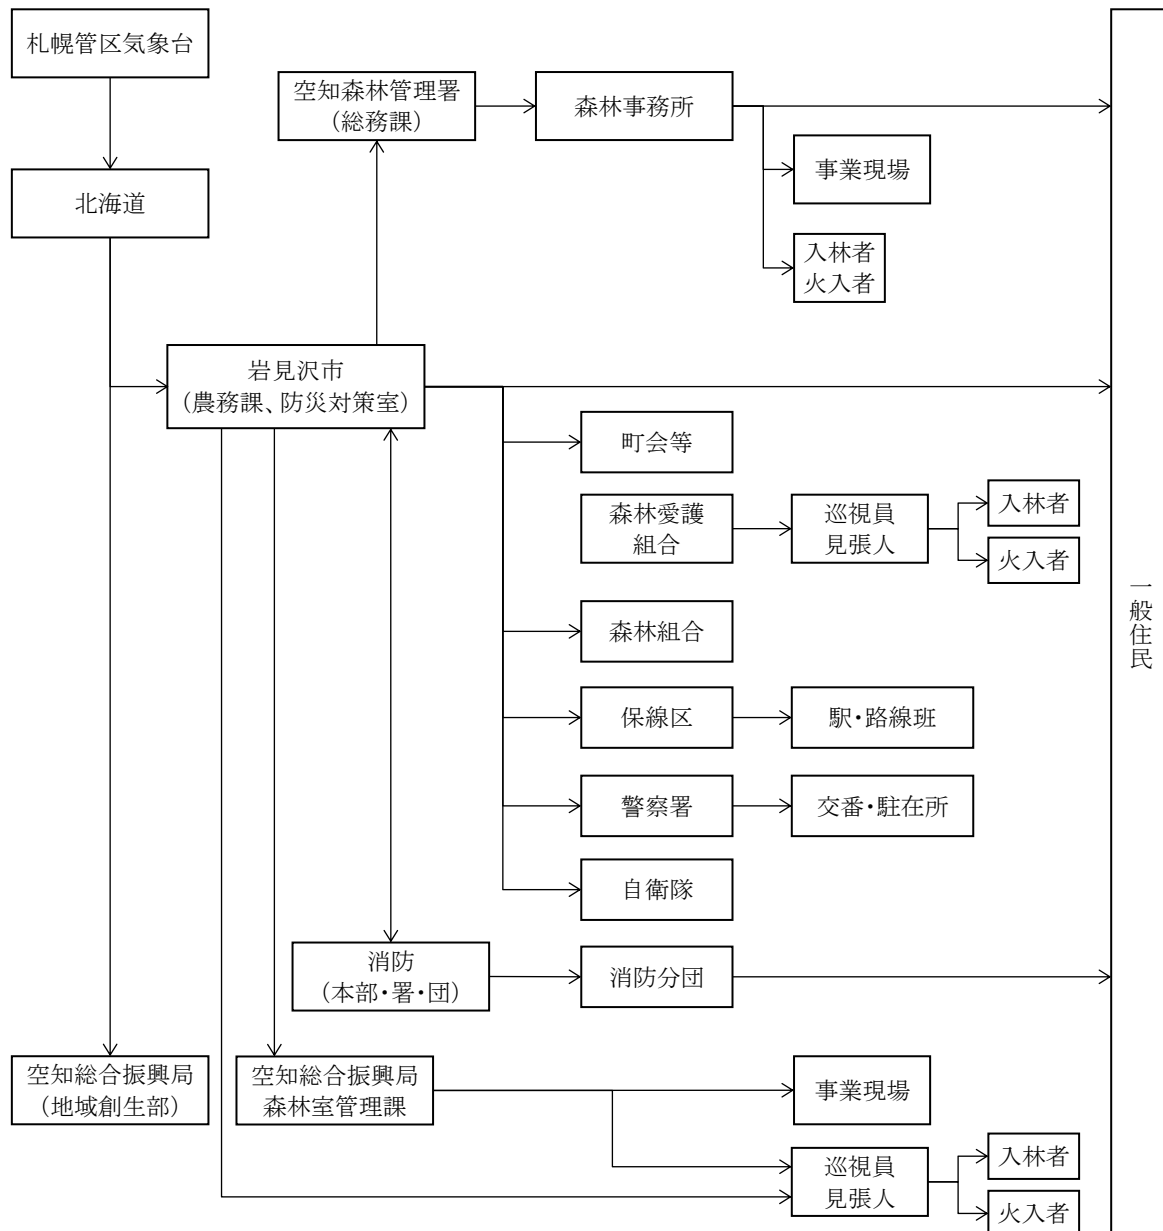 札幌管区気象台
空知森林管理署
（総務課）
森林事務所
事業現場
北海道
入林者
火入者
岩見沢市
（農務課、防災対策室）
町会等
森林愛護
組合
巡視員
見張人
入林者
火入者
一般住民
森林組合
保線区
駅・路線班
警察署
交番・駐在所
自衛隊
消防
（本部・署・団）
消防分団
空知総合振興局
（地域創生部）
空知総合振興局
森林室管理課
事業現場
巡視員
見張人
入林者
火入者